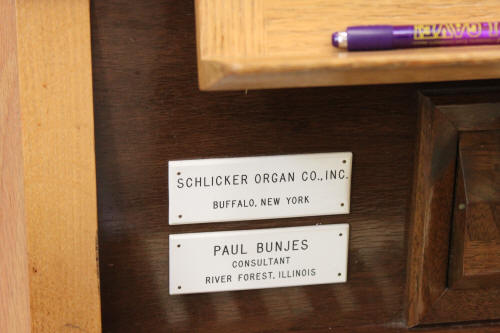 SCHLICKER ORGAN CO., INC.
BUFFALO, NEW YORK
PAUL BUNJES
CONSULTANT
RIVER FOREST, ILLINOIS